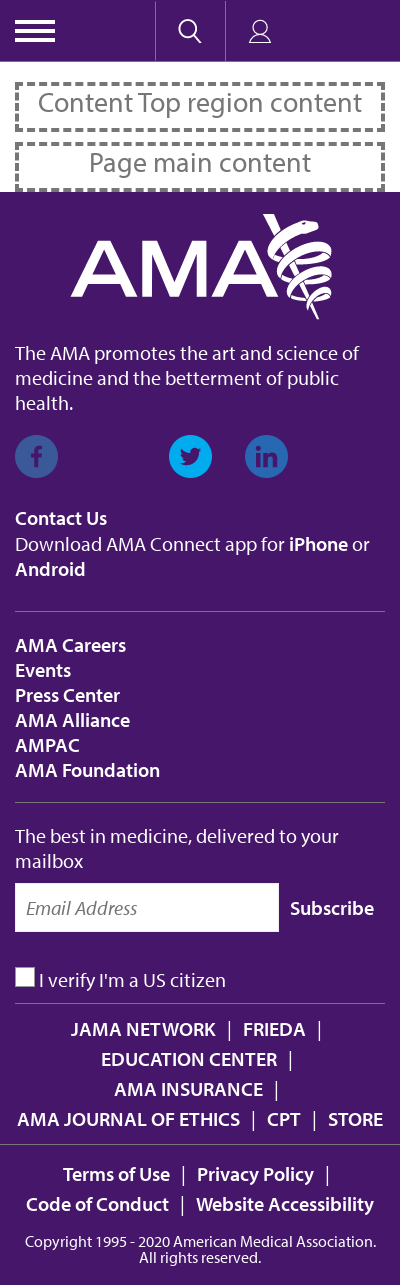 Content Top region content
Page main content
AMA
The AMA promotes the art and science of
medicine and the betterment of public
health.
Contact Us
Download AMA Connect app for iPhone or
Android
AMA Careers
Events
Press Center
AMA Alliance
AMPAC
AMA Foundation
The best in medicine, delivered to your
mailbox
Email Address
Subscribe
I verify I'm a US citizen
JAMA NETWORK | FRIEDA |
EDUCATION CENTER |
AMA INSURANCE |
AMA JOURNAL OF ETHICS | CPT | STORE
Terms of Use | Privacy Policy |
Code of Conduct | Website Accessibility
Copyright 1995 - 2020 American Medical Association.
All rights reserved.